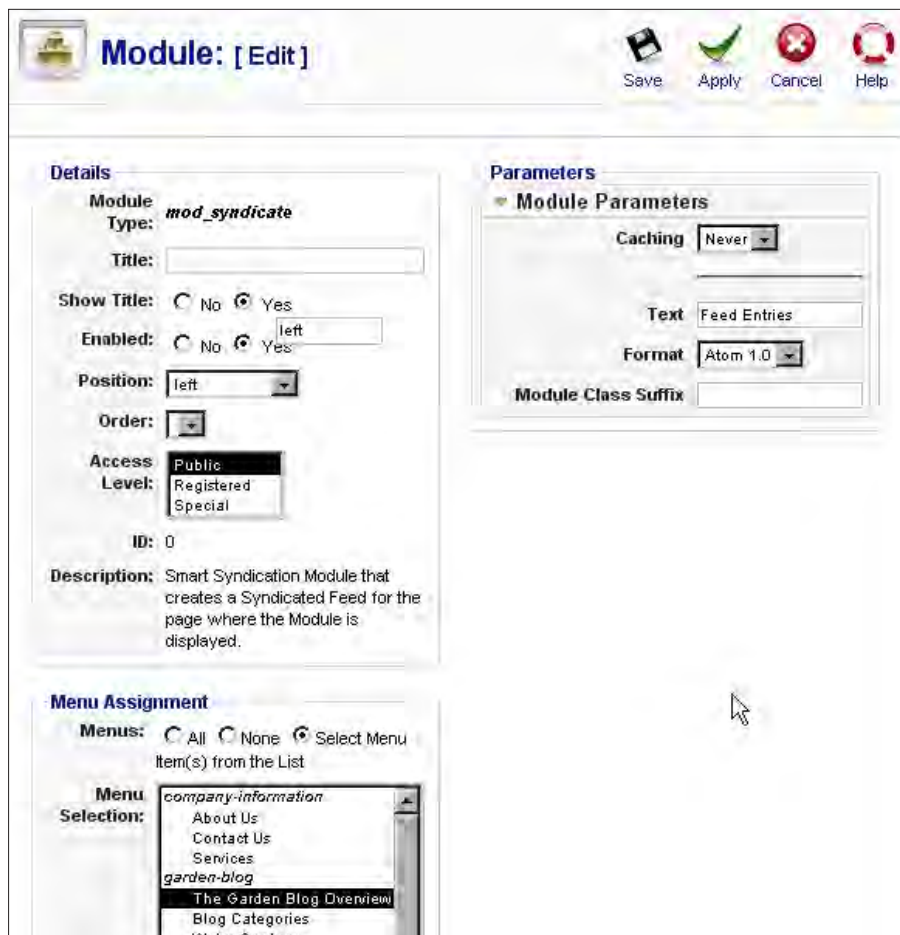 Module: [ Edit ]
Save Apply Cancel Help
Details
Module Type: mod_syndicate
Title:
Show Title: No Yes
Enabled: No Yes
left
Position: left
Order:
Access Level: Public
Registered
Special
ID: 0
Description: Smart Syndication Module that
creates a Syndicated Feed for the
page where the Module is
displayed.
Parameters
Module Parameters
Caching Never
Text Feed Entries
Format Atom 1.0
Module Class Suffix
Menu Assignment
Menus: All None Select Menu
Item(s) from the List
Menu Selection: company-information
About Us
Contact Us
Services
garden-blog
The Garden Blog Overview
Blog Categories